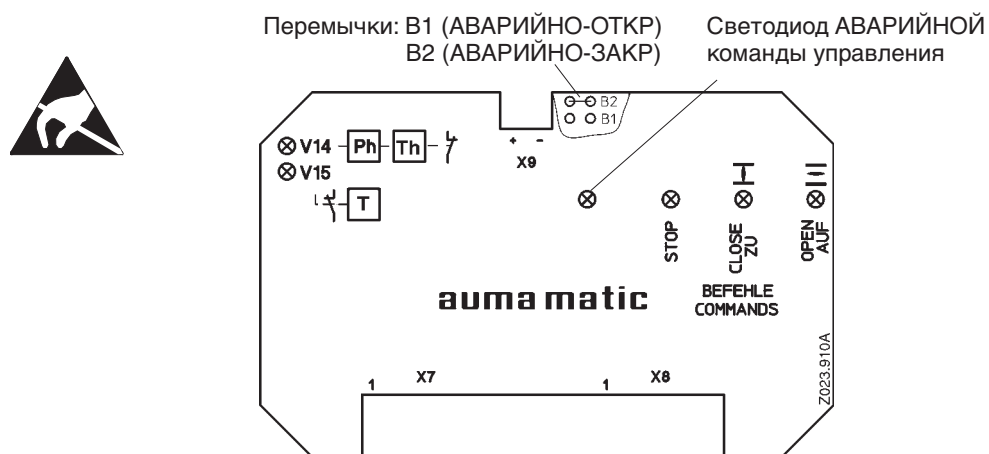 Перемычки: B1 (АВАРИЙНО-ОТКР)
B2 (АВАРИЙНО-ЗАКР)
Светодиод АВАРИЙНОЙ
команды управления
B2
B1
V14 Ph Th
V15
T
+ -
X9
STOP
CLOSE
ZU
OPEN
AUF
auma matic
BEFEHLE
COMMANDS
Z023.910A
1 X7 1 X8